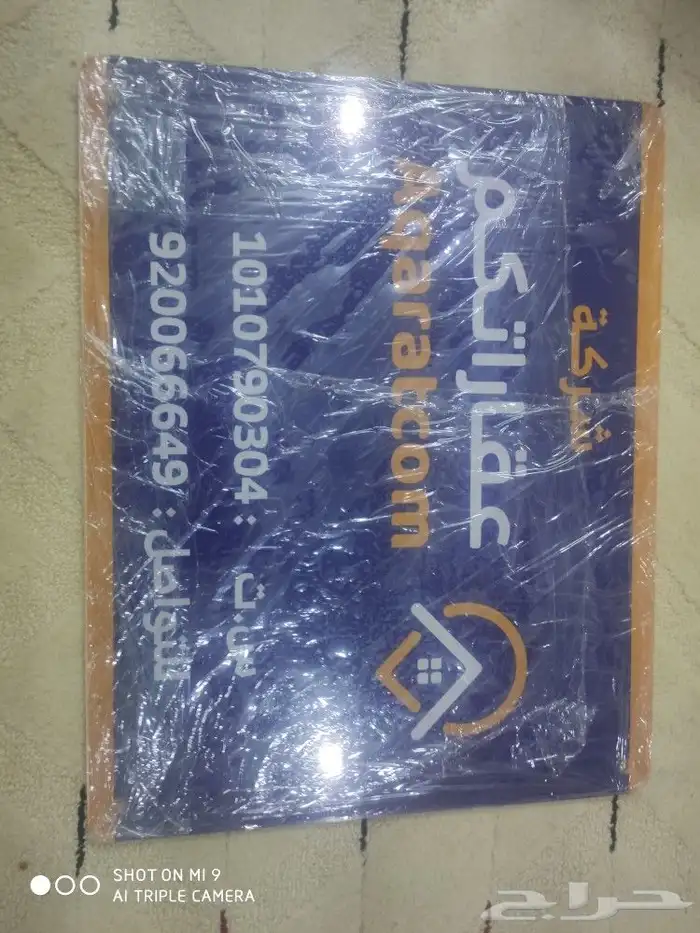 شركة
عقاراتكم
Aqaratcom
س.ت : 1010790304
للتواصل : 920066649
SHOT ON MI 9
AI TRIPLE CAMERA
حراج